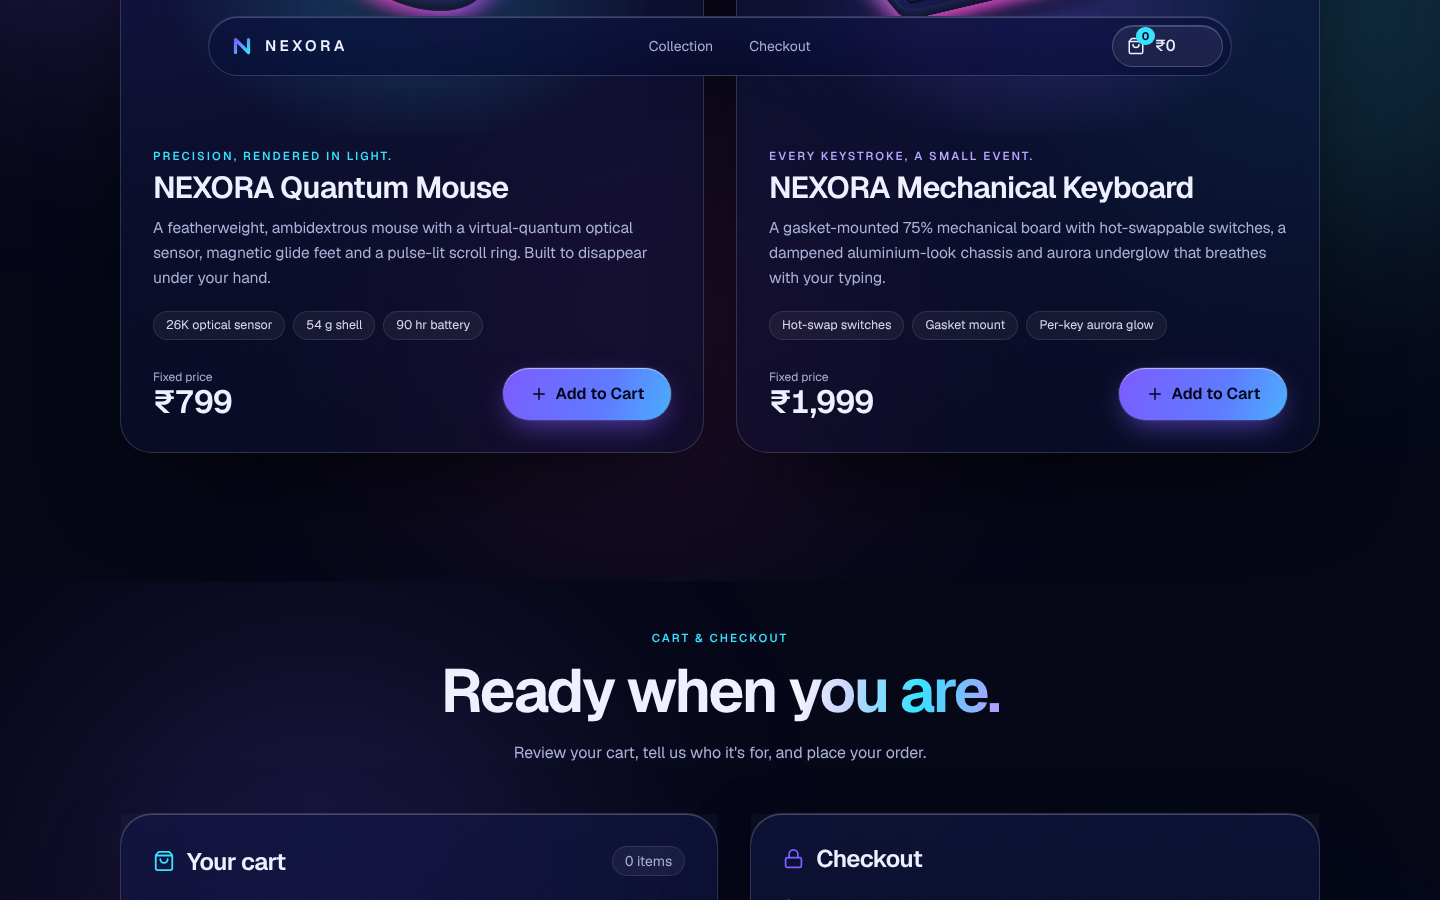 NEXORA
Collection
Checkout
0
₹0
PRECISION, RENDERED IN LIGHT.
NEXORA Quantum Mouse
A featherweight, ambidextrous mouse with a virtual-quantum optical
sensor, magnetic glide feet and a pulse-lit scroll ring. Built to disappear
under your hand.
26K optical sensor
54 g shell
90 hr battery
Fixed price
₹799
Add to Cart
EVERY KEYSTROKE, A SMALL EVENT.
NEXORA Mechanical Keyboard
A gasket-mounted 75% mechanical board with hot-swappable switches, a
dampened aluminium-look chassis and aurora underglow that breathes
with your typing.
Hot-swap switches
Gasket mount
Per-key aurora glow
Fixed price
₹1,999
Add to Cart
CART & CHECKOUT
Ready when you are.
Review your cart, tell us who it's for, and place your order.
Your cart
0 items
Checkout